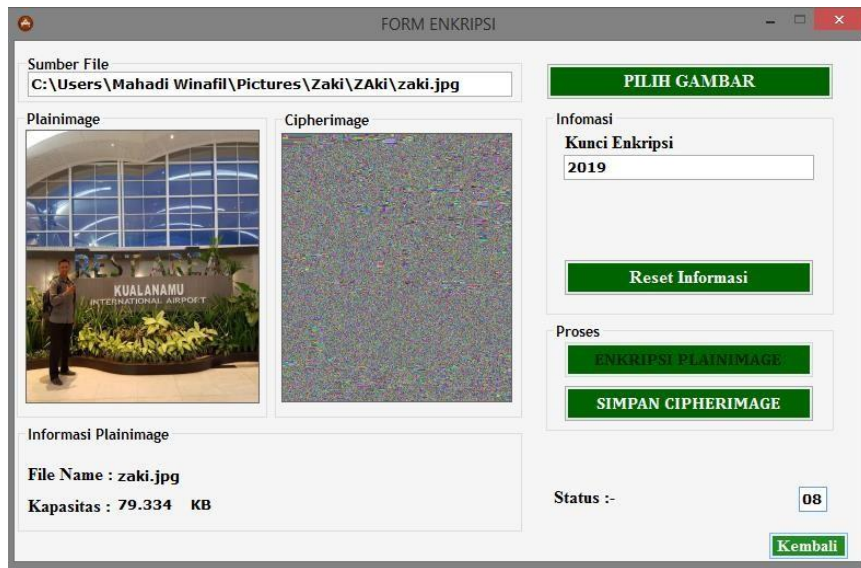 FORM ENKRIPSI
Sumber File
C:\Users\Mahadi Winafil\Pictures\Zaki\ZAki\zaki.jpg
PILIH GAMBAR
Plainimage
Cipherimage
REST AREA
KUALANAMU
INTERNATIONAL AIRPORT
Infomasi
Kunci Enkripsi
2019
Reset Informasi
Proses
ENKRIPSI PLAINIMAGE
SIMPAN CIPHERIMAGE
Informasi Plainimage
File Name : zaki.jpg
Kapasitas : 79.334 KB
Status :-
08
Kembali